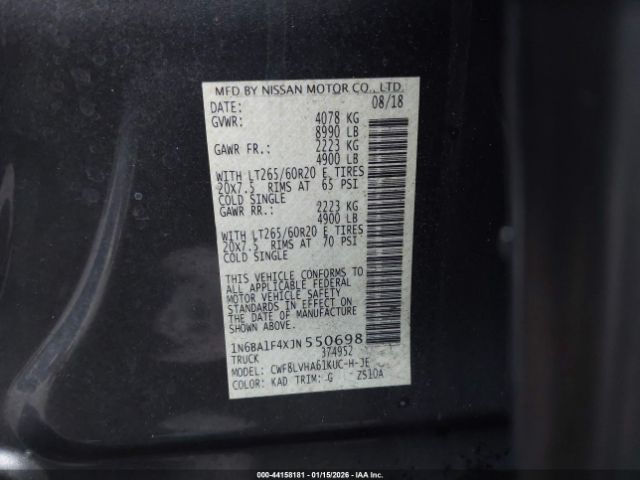 MFD BY NISSAN MOTOR CO., LTD.
DATE: 08/18
GVWR: 4078 KG
8990 LB
GAWR FR.: 2223 KG
4900 LB
WITH LT265/60R20 E TIRES
20X7.5 RIMS AT 65 PSI
COLD SINGLE
GAWR RR.: 2223 KG
4900 LB
WITH LT265/60R20 E TIRES
20X7.5 RIMS AT 70 PSI
COLD SINGLE
THIS VEHICLE CONFORMS TO
ALL APPLICABLE FEDERAL
MOTOR VEHICLE SAFETY
STANDARDS IN EFFECT ON
THE DATE OF MANUFACTURE
SHOWN ABOVE.
1N6BA1F4XJN550698
TRUCK 374952
MODEL: CWF8LVHA61KUC-H-JE
COLOR: KAD TRIM: G ZS10A
000-44158181 - 01/15/2026 - IAA Inc.